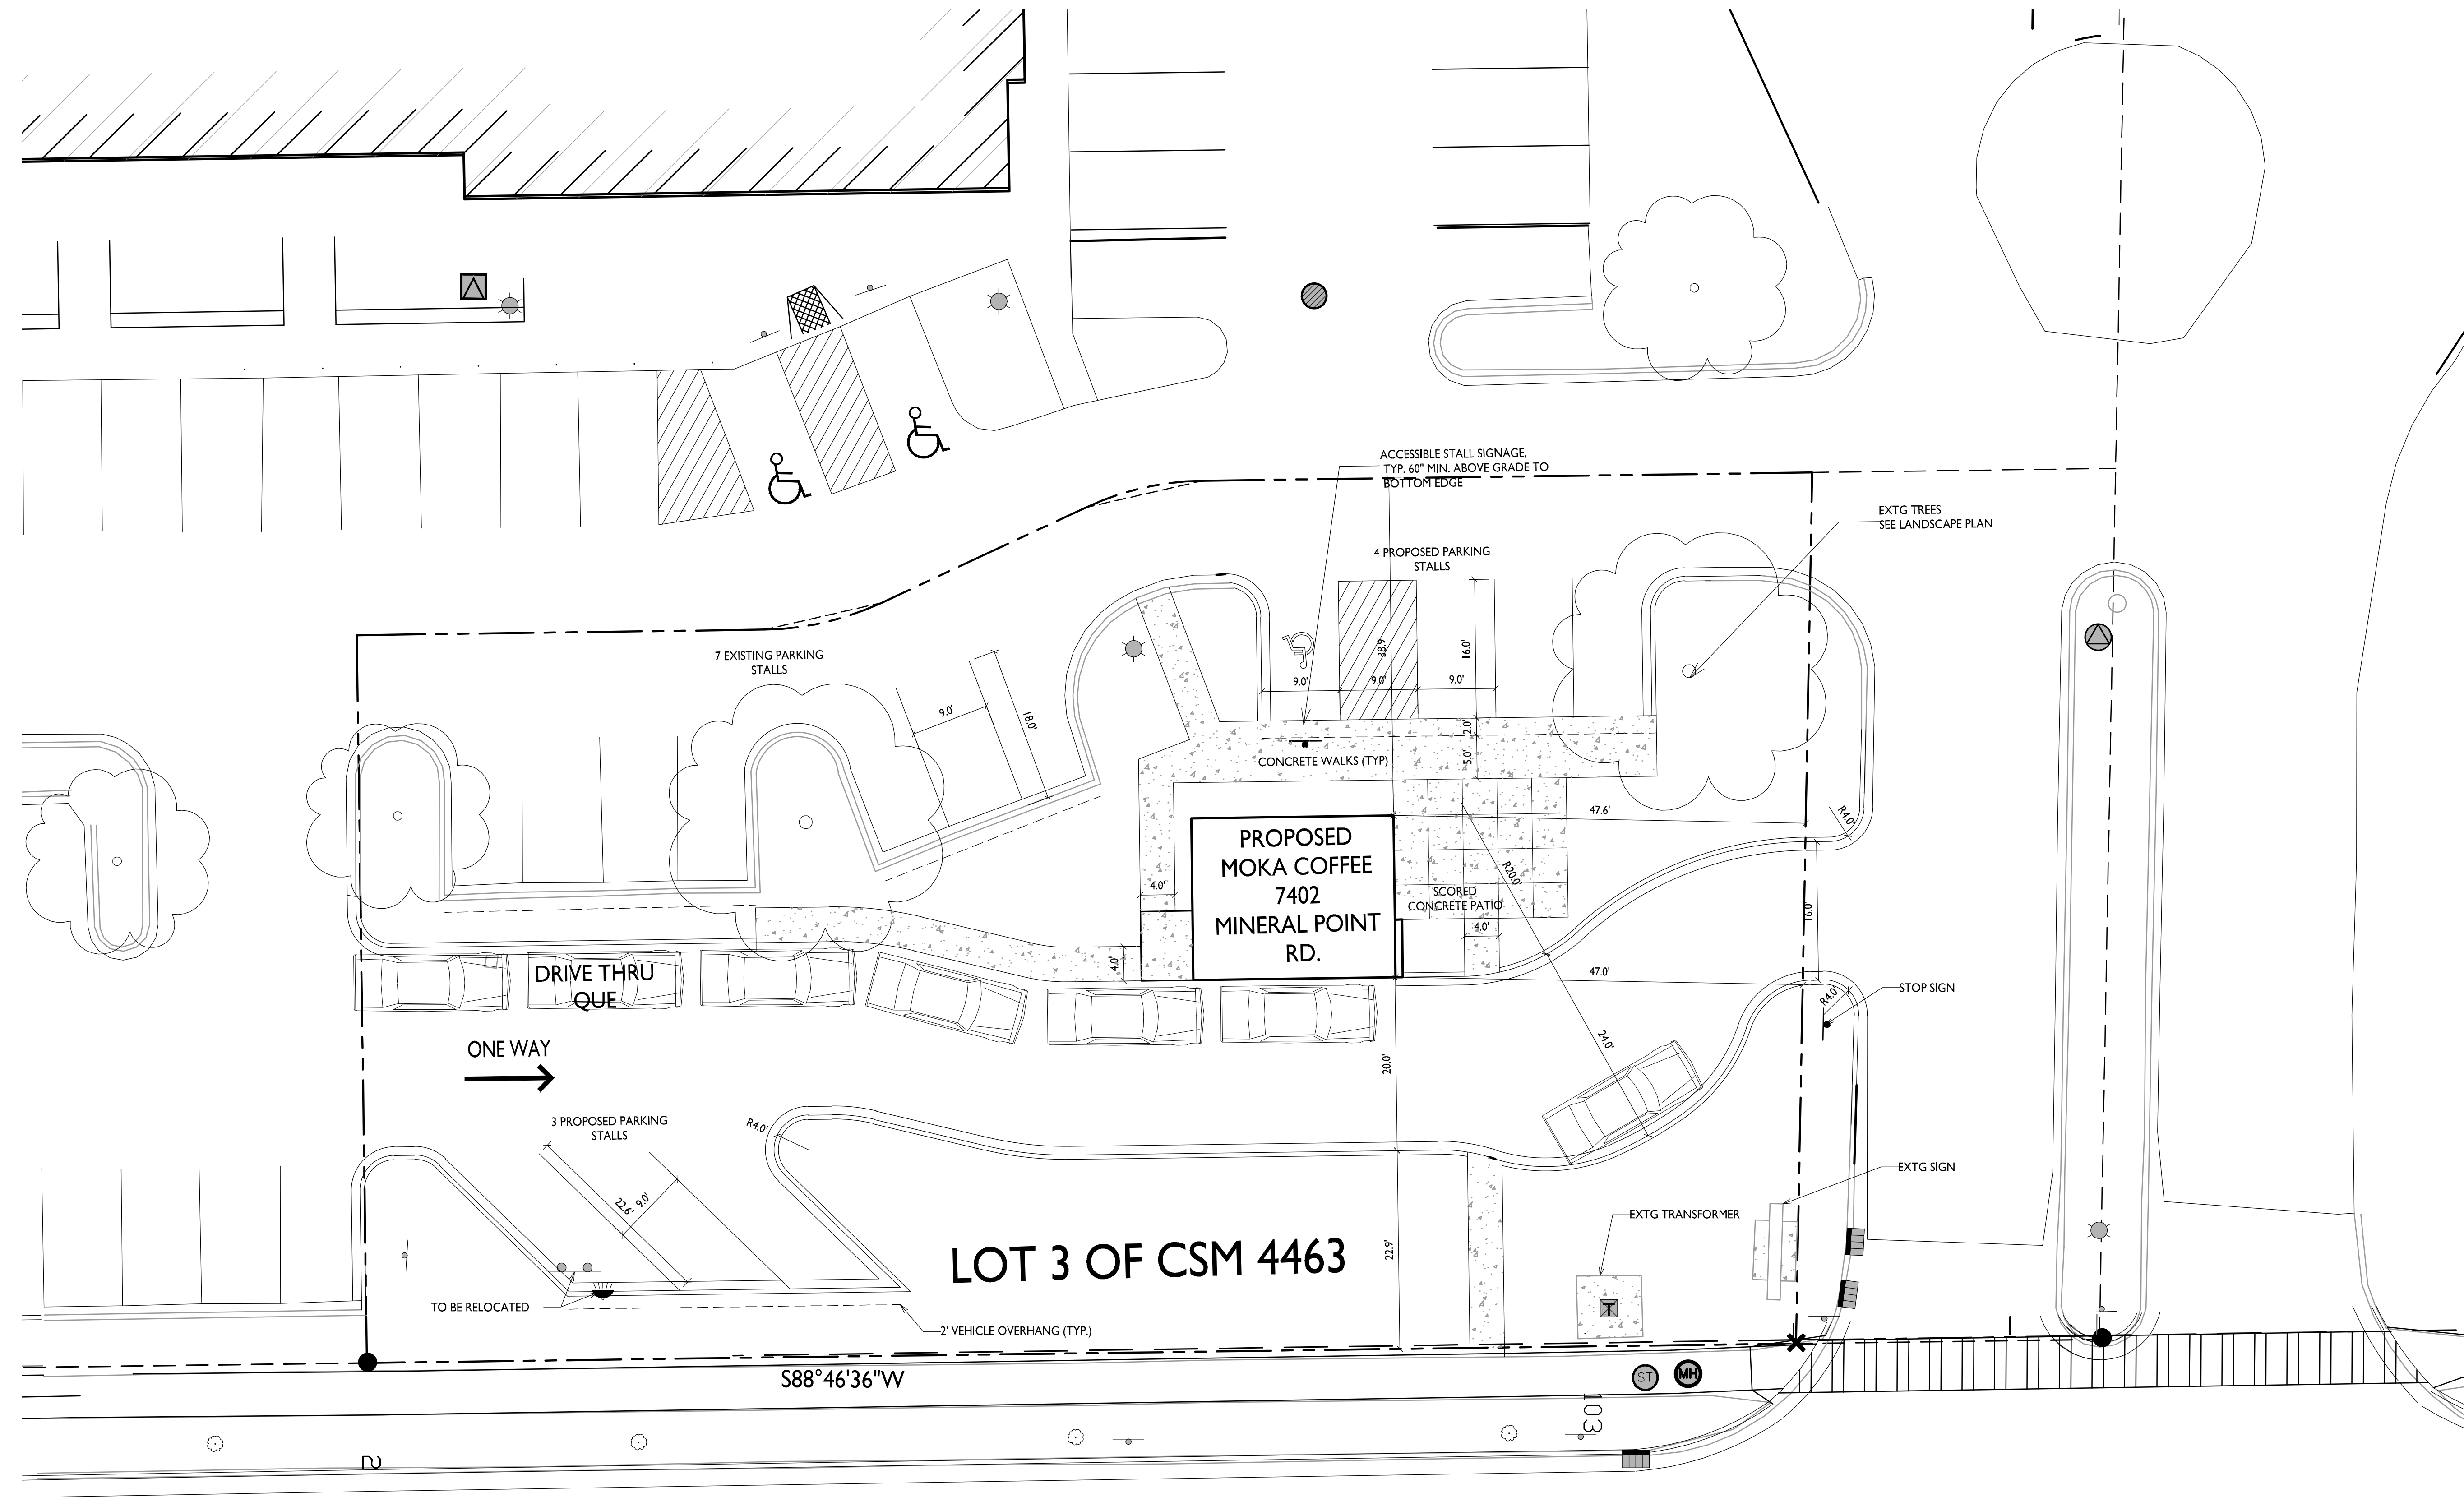 ACCESSIBLE STALL SIGNAGE,
TYP. 60" MIN. ABOVE GRADE TO
BOTTOM EDGE
EXTG TREES
SEE LANDSCAPE PLAN
4 PROPOSED PARKING
STALLS
7 EXISTING PARKING
STALLS
38.9'
16.0'
9.0'
9.0'
9.0'
9.0'
18.0'
2.0'
5.0'
CONCRETE WALKS (TYP)
47.6'
R4.0'
PROPOSED
MOKA COFFEE
7402
MINERAL POINT
RD.
R20.0'
4.0'
SCORED
CONCRETE PATIO
4.0'
16.0'
4.0'
47.0'
DRIVE THRU
QUE
STOP SIGN
R4.0'
ONE WAY
20.0'
24.0'
3 PROPOSED PARKING
STALLS
R4.0'
22.6'
9.0'
EXTG SIGN
EXTG TRANSFORMER
LOT 3 OF CSM 4463
22.9'
TO BE RELOCATED
T
2' VEHICLE OVERHANG (TYP.)
S88°46'36"W
ST
MH
103
2